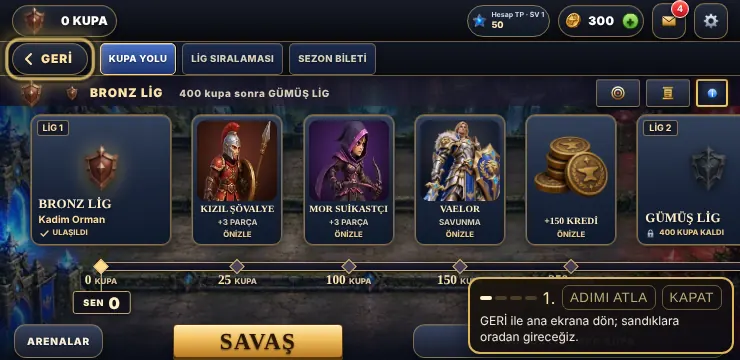 0 KUPA
Hesap TP · SV 1
50
300
4
GERİ
KUPA YOLU
LİG SIRALAMASI
SEZON BİLETİ
BRONZ LİG
400 kupa sonra GÜMÜŞ LİG
LİG 1
BRONZ LİG
Kadim Orman
ULAŞILDI
KIZIL ŞÖVALYE
+3 PARÇA
ÖNİZLE
MOR SUİKASTÇI
+3 PARÇA
ÖNİZLE
VAELOR
SAVUNMA
ÖNİZLE
+150 KREDİ
ÖNİZLE
LİG 2
GÜMÜŞ LİG
400 KUPA KALDI
0 KUPA
25 KUPA
100 KUPA
150
SEN 0
1. ADIMI ATLA KAPAT
GERİ ile ana ekrana dön; sandıklara
oradan gireceğiz.
ARENALAR
SAVAŞ